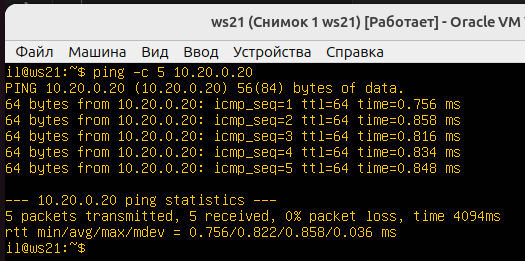 ws21 (Снимок 1 ws21) [Работает] - Oracle VM
Файл Машина Вид Ввод Устройства Справка
il@ws21:~$ ping -c 5 10.20.0.20
PING 10.20.0.20 (10.20.0.20) 56(84) bytes of data.
64 bytes from 10.20.0.20: icmp_seq=1 ttl=64 time=0.756 ms
64 bytes from 10.20.0.20: icmp_seq=2 ttl=64 time=0.858 ms
64 bytes from 10.20.0.20: icmp_seq=3 ttl=64 time=0.816 ms
64 bytes from 10.20.0.20: icmp_seq=4 ttl=64 time=0.834 ms
64 bytes from 10.20.0.20: icmp_seq=5 ttl=64 time=0.848 ms
--- 10.20.0.20 ping statistics ---
5 packets transmitted, 5 received, 0% packet loss, time 4094ms
rtt min/avg/max/mdev = 0.756/0.822/0.858/0.036 ms
il@ws21:~$